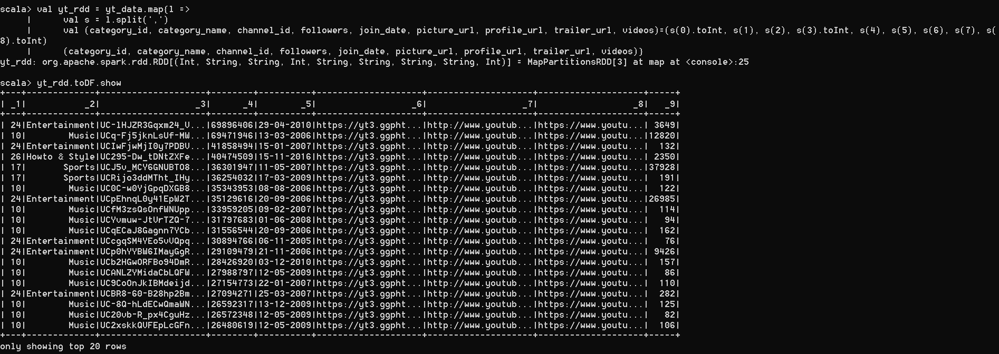 scala> val yt_rdd = yt_data.map{l =>
     |      val s = l.split(',')
     |      val (category_id, category_name, channel_id, followers, join_date, picture_url, profile_url, trailer_url, videos)=(s(0).toInt, s(1), s(2), s(3).toInt, s(4), s(5), s(6), s(7), s(
8).toInt)
     |      (category_id, category_name, channel_id, followers, join_date, picture_url, profile_url, trailer_url, videos)}
yt_rdd: org.apache.spark.rdd.RDD[(Int, String, String, Int, String, String, String, String, Int)] = MapPartitionsRDD[3] at map at <console>:25
scala> yt_rdd.toDF.show
+---+-------------+--------------------+--------+----------+--------------------+--------------------+--------------------+-----+
| _1|           _2|                  _3|      _4|        _5|                  _6|                  _7|                  _8|   _9|
+---+-------------+--------------------+--------+----------+--------------------+--------------------+--------------------+-----+
| 24|Entertainment|UC-lHJZR3Gqxm24_V...|69896406|29-04-2010|https://yt3.ggpht...|http://www.youtub...|https://www.youtu...| 3649|
| 10|        Music|UCq-Fj5jknLsUf-MW...|69471946|13-03-2006|https://yt3.ggpht...|http://www.youtub...|https://www.youtu...|12820|
| 24|Entertainment|UCIwFjwMjI0y7PDBV...|41858494|15-01-2007|https://yt3.ggpht...|http://www.youtub...|https://www.youtu...|  132|
| 26|Howto & Style|UC295-Dw_tDNtZXFe...|40474509|15-11-2016|https://yt3.ggpht...|http://www.youtub...|https://www.youtu...| 2350|
| 17|       Sports|UCJ5v_MCY6GNUBTO8...|36301947|11-05-2007|https://yt3.ggpht...|http://www.youtub...|https://www.youtu...|37928|
| 17|       Sports|UCRijo3ddMTht_IHy...|36254032|17-03-2009|https://yt3.ggpht...|http://www.youtub...|https://www.youtu...|  191|
| 10|        Music|UC0C-w0YjGpqDXGB8...|35343953|08-08-2006|https://yt3.ggpht...|http://www.youtub...|https://www.youtu...|  122|
| 24|Entertainment|UCpEhnqL0y41EpW2T...|35129616|20-09-2006|https://yt3.ggpht...|http://www.youtub...|https://www.youtu...|26985|
| 10|        Music|UCfM3zsQsOnfWNUpp...|33959205|09-02-2007|https://yt3.ggpht...|http://www.youtub...|https://www.youtu...|  114|
| 10|        Music|UCYvmuw-JtVrTZQ-7...|31797683|01-06-2008|https://yt3.ggpht...|http://www.youtub...|https://www.youtu...|   94|
| 10|        Music|UCqECaJ8Gagnn7YCb...|31556544|20-09-2006|https://yt3.ggpht...|http://www.youtub...|https://www.youtu...|  162|
| 24|Entertainment|UCcgqSM4YEo5vVQpq...|30894766|06-11-2005|https://yt3.ggpht...|http://www.youtub...|https://www.youtu...|   76|
| 24|Entertainment|UCp0hYYBW6IMayGgR...|29109479|21-11-2006|https://yt3.ggpht...|http://www.youtub...|https://www.youtu...| 9426|
| 10|        Music|UCb2HGwORFBo94DmR...|28426920|03-12-2010|https://yt3.ggpht...|http://www.youtub...|https://www.youtu...|  157|
| 10|        Music|UCANLZYMidaCbLQFW...|27988797|12-05-2009|https://yt3.ggpht...|http://www.youtub...|https://www.youtu...|   86|
| 10|        Music|UC9CoOnJkIBMdeijd...|27154773|22-01-2007|https://yt3.ggpht...|http://www.youtub...|https://www.youtu...|  110|
| 24|Entertainment|UCBR8-60-B28hp2Bm...|27094271|25-03-2007|https://yt3.ggpht...|http://www.youtub...|https://www.youtu...|  282|
| 10|        Music|UC-8Q-hLdECwQmaWN...|26592317|13-12-2009|https://yt3.ggpht...|http://www.youtub...|https://www.youtu...|  125|
| 10|        Music|UC20vb-R_px4CguHz...|26572348|12-05-2009|https://yt3.ggpht...|http://www.youtub...|https://www.youtu...|   82|
| 10|        Music|UC2xskkQVFEpLcGFn...|26480619|12-05-2009|https://yt3.ggpht...|http://www.youtub...|https://www.youtu...|  106|
+---+-------------+--------------------+--------+----------+--------------------+--------------------+--------------------+-----+
only showing top 20 rows